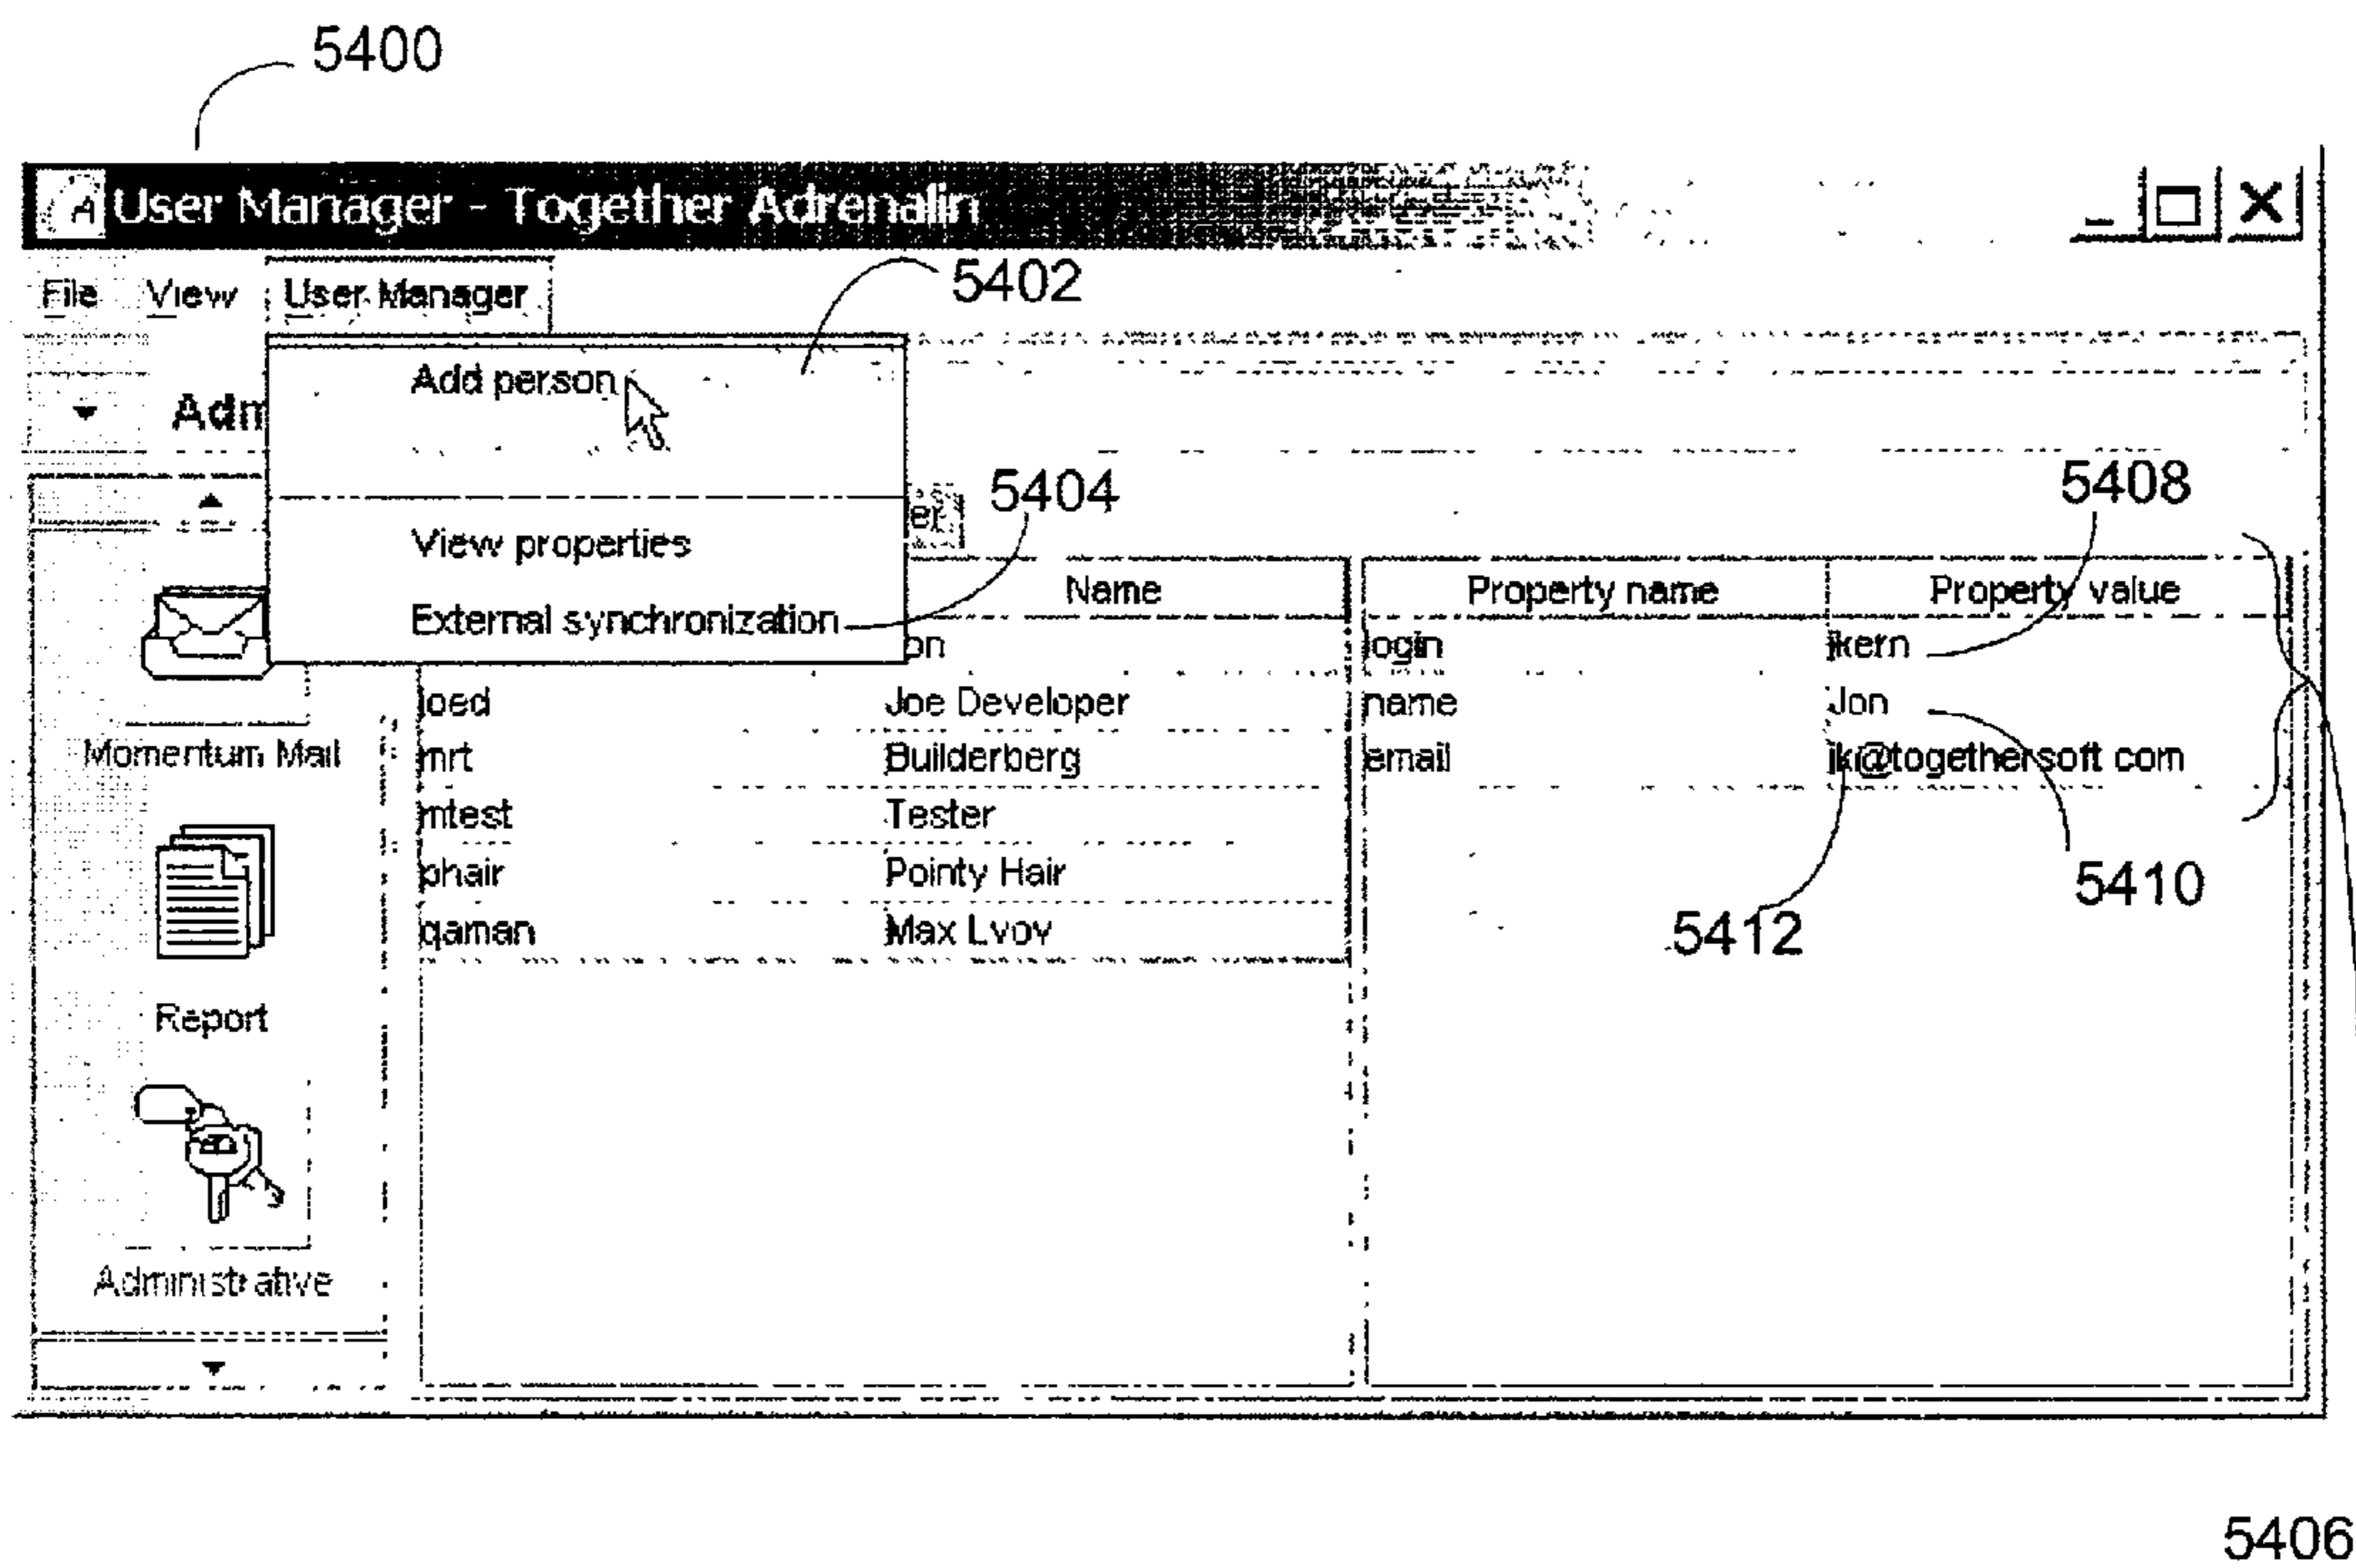 5400
User Manager - Together Adrenalin
File View User Manager
5402
Add person
Adm
5404
5408
er
View properties
Name
Property name
Property value
External synchronization
on
login
jkern
joed
Joe Developer
name
Jon
Momentum Mail
mrt
Builderberg
email
jk@togethersoft com
mtest
Tester
phair
Pointy Hair
5410
qaman
Max Lvov
5412
Report
Administrative
5406